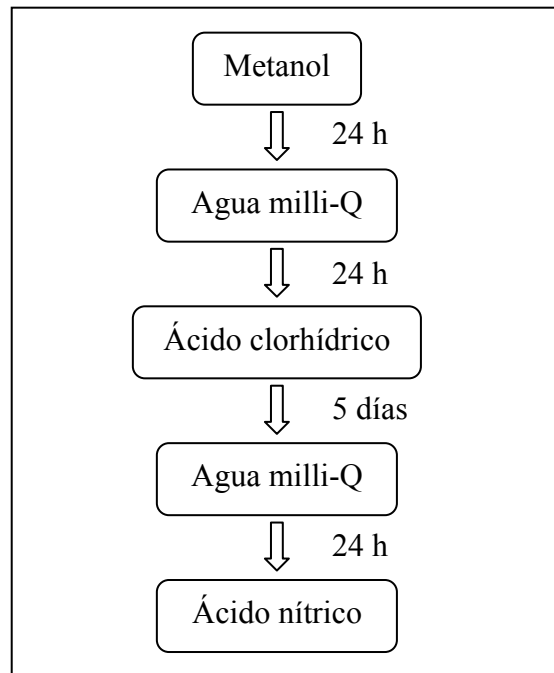 Metanol
24 h
Agua milli-Q
24 h
Ácido clorhídrico
5 días
Agua milli-Q
24 h
Ácido nítrico